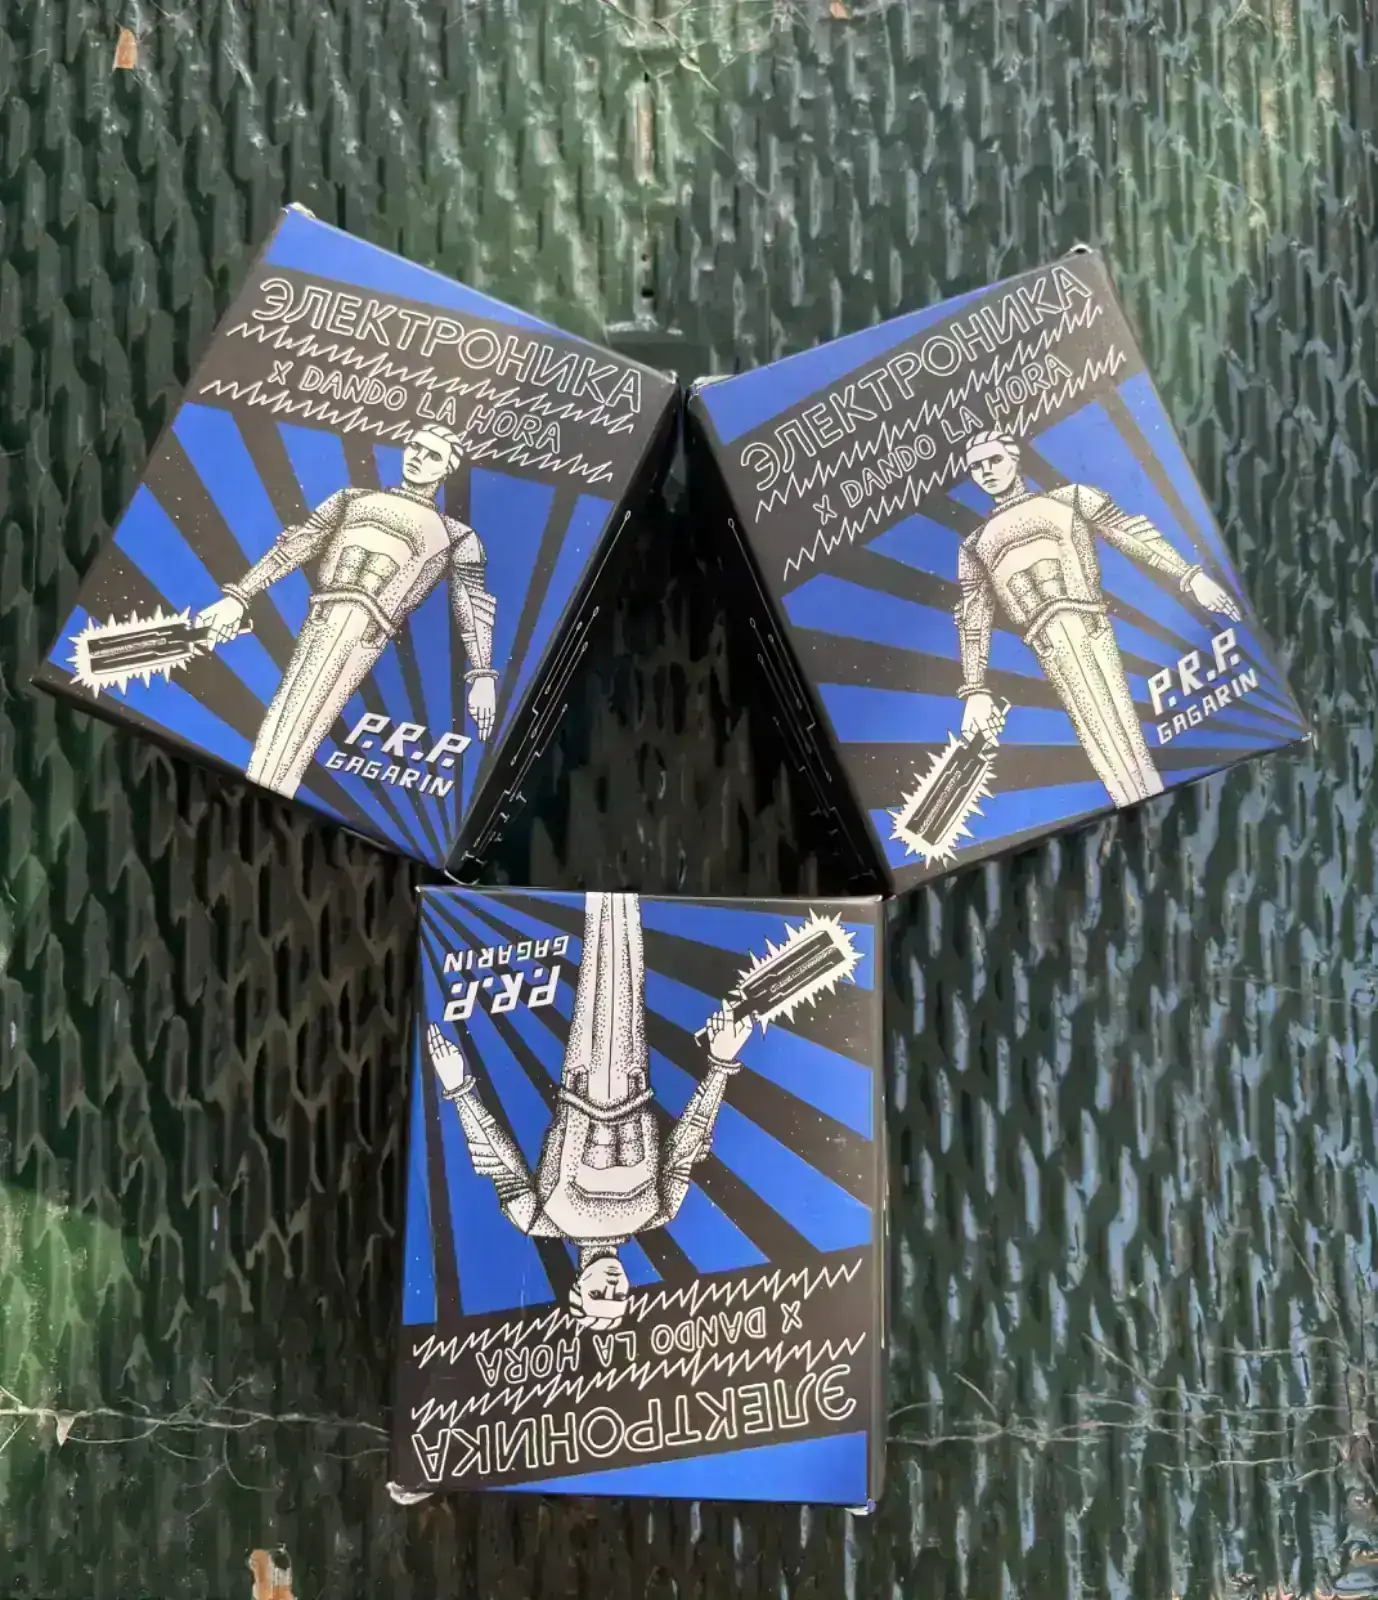 ЭЛЕКТРОНИКА
X DANDO LA HORA
P.R.P.
GAGARIN
ЭЛЕКТРОНИКА
X DANDO LA HORA
P.R.P.
GAGARIN
ЭЛЕКТРОНИКА
X DANDO LA HORA
P.R.P.
GAGARIN